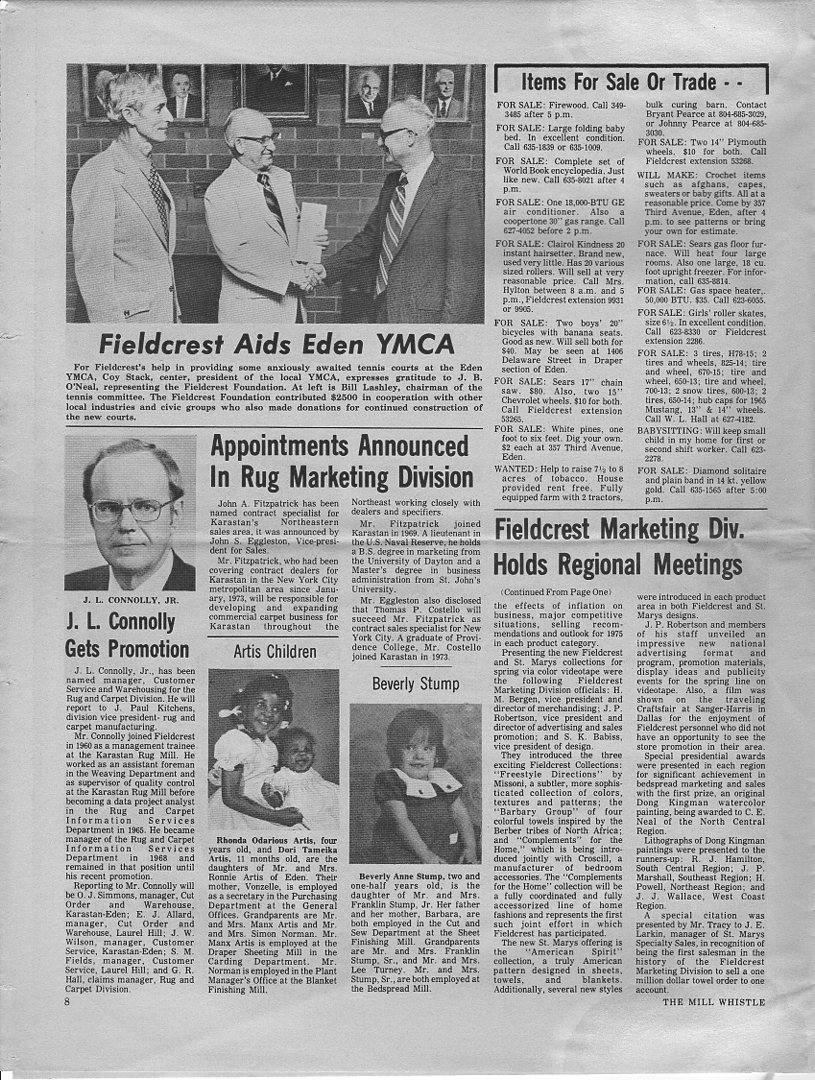 Fieldcrest Aids Eden YMCA
For Fieldcrest's help in providing some anxiously awaited tennis courts at the Eden
YMCA, Coy Stack, center, president of the local YMCA, expresses gratitude to J. B.
O'Neal, representing the Fieldcrest Foundation. At left is Bill Lashley, chairman of the
tennis committee. The Fieldcrest Foundation contributed $2500 in cooperation with other
local industries and civic groups who also made donations for continued construction of
the new courts.
J. L. CONNOLLY, JR.
J. L. Connolly
Gets Promotion
J. L. Connolly, Jr., has been
named manager, Customer
Service and Warehousing for the
Rug and Carpet Division. He will
report to J. Paul Kitchens,
division vice president- rug and
carpet manufacturing.
Mr. Connolly joined Fieldcrest
in 1960 as a management trainee
at the Karastan Rug Mill. He
worked as an assistant foreman
in the Weaving Department and
as supervisor of quality control
at the Karastan Rug Mill before
becoming a data project analyst
in the Rug and Carpet
Information Services
Department in 1965. He became
manager of the Rug and Carpet
Information Services
Department in 1968 and
remained in that position until
his recent promotion.
Reporting to Mr. Connolly will
be O. J. Simmons, manager, Cut
Order and Warehouse,
Karastan-Eden; E. J. Allard,
manager, Cut Order and
Warehouse, Laurel Hill; J. W.
Wilson, manager, Customer
Service, Karastan-Eden; S. M.
Fields, manager, Customer
Service, Laurel Hill; and G. R.
Hall, claims manager, Rug and
Carpet Division.
8
Appointments Announced
In Rug Marketing Division
John A. Fitzpatrick has been
named contract specialist for
Karastan's Northeastern
sales area, it was announced by
John S. Eggleston, Vice-presi-
dent for Sales.
Mr. Fitzpatrick, who had been
covering contract dealers for
Karastan in the New York City
metropolitan area since Jan-
uary, 1973, will be responsible for
developing and expanding
commercial carpet business for
Karastan throughout the
Northeast working closely with
dealers and specifiers.
Mr. Fitzpatrick joined
Karastan in 1969. A lieutenant in
the U.S. Naval Reserve, he holds
a B.S. degree in marketing from
the University of Dayton and a
Master's degree in business
administration from St. John's
University.
Mr. Eggleston also disclosed
that Thomas P. Costello will
succeed Mr. Fitzpatrick as
contract sales specialist for New
York City. A graduate of Provi-
dence College, Mr. Costello
joined Karastan in 1973.
Artis Children
Rhonda Odarious Artis, four
years old, and Dori Tameika
Artis, 11 months old, are the
daughters of Mr. and Mrs.
Ronnie Artis of Eden. Their
mother, Vonzelle, is employed
as a secretary in the Purchasing
Department at the General
Offices. Grandparents are Mr.
and Mrs. Manx Artis and Mr.
and Mrs. Simon Norman. Mr.
Manx Artis is employed at the
Draper Sheeting Mill in the
Carding Department. Mr.
Norman is employed in the Plant
Manager's Office at the Blanket
Finishing Mill.
Beverly Stump
Beverly Anne Stump, two and
one-half years old, is the
daughter of Mr. and Mrs.
Franklin Stump, Jr. Her father
and her mother, Barbara, are
both employed in the Cut and
Sew Department at the Sheet
Finishing Mill. Grandparents
are Mr. and Mrs. Franklin
Stump, Sr., and Mr. and Mrs.
Lee Turney. Mr. and Mrs.
Stump, Sr., are both employed at
the Bedspread Mill.
Items For Sale Or Trade - -
FOR SALE: Firewood. Call 349-
3485 after 5 p.m.
FOR SALE: Large folding baby
bed. In excellent condition.
Call 635-1839 or 635-1009.
FOR SALE: Complete set of
World Book encyclopedia. Just
like new. Call 635-8021 after 4
p.m.
FOR SALE: One 18,000-BTU GE
air conditioner. Also a
coopertone 30" gas range. Call
627-4052 before 2 p.m.
FOR SALE: Clairol Kindness 20
instant hairsetter. Brand new,
used very little. Has 20 various
sized rollers. Will sell at very
reasonable price. Call Mrs.
Hylton between 8 a.m. and 5
p.m., Fieldcrest extension 9931
or 9905.
FOR SALE: Two boys' 20"
bicycles with banana seats.
Good as new. Will sell both for
$40. May be seen at 1406
Delaware Street in Draper
section of Eden.
FOR SALE: Sears 17" chain
saw. $80. Also, two 15"
Chevrolet wheels. $10 for both.
Call Fieldcrest extension
53265.
FOR SALE: White pines, one
foot to six feet. Dig your own.
$2 each at 357 Third Avenue,
Eden.
WANTED: Help to raise 7½ to 8
acres of tobacco. House
provided rent free. Fully
equipped farm with 2 tractors,
bulk curing barn. Contact
Bryant Pearce at 804-685-3029,
or Johnny Pearce at 804-685-
3030.
FOR SALE: Two 14" Plymouth
wheels, $10 for both. Call
Fieldcrest extension 53268.
WILL MAKE: Crochet items
such as afghans, capes,
sweaters or baby gifts. All at a
reasonable price. Come by 357
Third Avenue, Eden, after 4
p.m. to see patterns or bring
your own for estimate.
FOR SALE: Sears gas floor fur-
nace. Will heat four large
rooms. Also one large, 18 cu.
foot upright freezer. For infor-
mation, call 635-8814.
FOR SALE: Gas space heater,.
50,000 BTU. $35. Call 623-6055.
FOR SALE: Girls' roller skates,
size 6½. In excellent condition.
Call 623-8330 or Fieldcrest
extension 2286.
FOR SALE: 3 tires, H78-15; 2
tires and wheels, 825-14; tire
and wheel, 670-15; tire and
wheel, 650-13; tire and wheel,
700-13; 2 snow tires, 600-13; 2
tires, 650-14; hub caps for 1965
Mustang, 13" & 14" wheels.
Call W. L. Hall at 627-4182.
BABYSITTING: Will keep small
child in my home for first or
second shift worker. Call 623-
2278.
FOR SALE: Diamond solitaire
and plain band in 14 kt. yellow
gold. Call 635-1565 after 5:00
p.m.
Fieldcrest Marketing Div.
Holds Regional Meetings
(Continued From Page One)
the effects of inflation on
business, major competitive
situations, selling recom-
mendations and outlook for 1975
in each product category.
Presenting the new Fieldcrest
and St. Marys collections for
spring via color videotape were
the following Fieldcrest
Marketing Division officials: H.
M. Bergen, vice president and
director of merchandising; J. P.
Robertson, vice president and
director of advertising and sales
promotion; and S. K. Babiss,
vice president of design.
They introduced the three
exciting Fieldcrest Collections:
"Freestyle Directions" by
Missoni, a subtler, more sophis-
ticated collection of colors,
textures and patterns; the
"Barbary Group" of four
colorful towels inspired by the
Berber tribes of North Africa;
and "Complements for the
Home," which is being intro-
duced jointly with Croscill, a
manufacturer of bedroom
accessories. The "Complements
for the Home" collection will be
a fully coordinated and fully
accessorized line of home
fashions and represents the first
such joint effort in which
Fieldcrest has participated.
The new St. Marys offering is
the "American Spirit"
collection, a truly American
pattern designed in sheets,
towels, and blankets.
Additionally, several new styles
were introduced in each product
area in both Fieldcrest and St.
Marys designs.
J. P. Robertson and members
of his staff unveiled an
impressive new national
advertising format and
program, promotion materials,
display ideas and publicity
events for the spring line on
videotape. Also, a film was
shown on the traveling
Craftsfair at Sanger-Harris in
Dallas for the enjoyment of
Fieldcrest personnel who did not
have an opportunity to see the
store promotion in their area.
Special presidential awards
were presented in each region
for significant achievement in
bedspread marketing and sales
with the first prize, an original
Dong Kingman watercolor
painting, being awarded to C. E.
Neal of the North Central
Region.
Lithographs of Dong Kingman
paintings were presented to the
runners-up: R. J. Hamilton,
South Central Region; J. P.
Marshall, Southeast Region; H.
Powell, Northeast Region; and
J. J. Wallace, West Coast
Region.
A special citation was
presented by Mr. Tracy to J. E.
Larkin, manager of St. Marys
Specialty Sales, in recognition of
being the first salesman in the
history of the Fieldcrest
Marketing Division to sell a one
million dollar towel order to one
account.
THE MILL WHISTLE